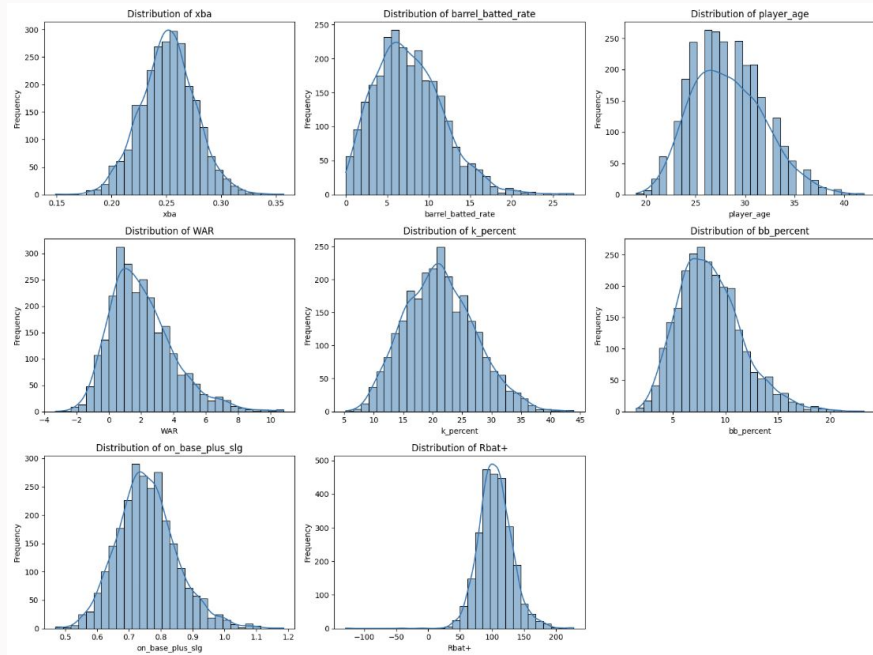 Distribution of xba
Frequency
300
250
200
150
100
50
0
0.15 0.20 0.25 0.30 0.35
xba
Distribution of barrel_batted_rate
Frequency
250
200
150
100
50
0
0 5 10 15 20 25
barrel_batted_rate
Distribution of player_age
Frequency
250
200
150
100
50
0
20 25 30 35 40
player_age
Distribution of WAR
Frequency
300
250
200
150
100
50
0
−4 −2 0 2 4 6 8 10
WAR
Distribution of k_percent
Frequency
250
200
150
100
50
0
5 10 15 20 25 30 35 40 45
k_percent
Distribution of bb_percent
Frequency
250
200
150
100
50
0
5 10 15 20
bb_percent
Distribution of on_base_plus_slg
Frequency
300
250
200
150
100
50
0
0.5 0.6 0.7 0.8 0.9 1.0 1.1 1.2
on_base_plus_slg
Distribution of Rbat+
Frequency
500
400
300
200
100
0
−100 −50 0 50 100 150 200
Rbat+